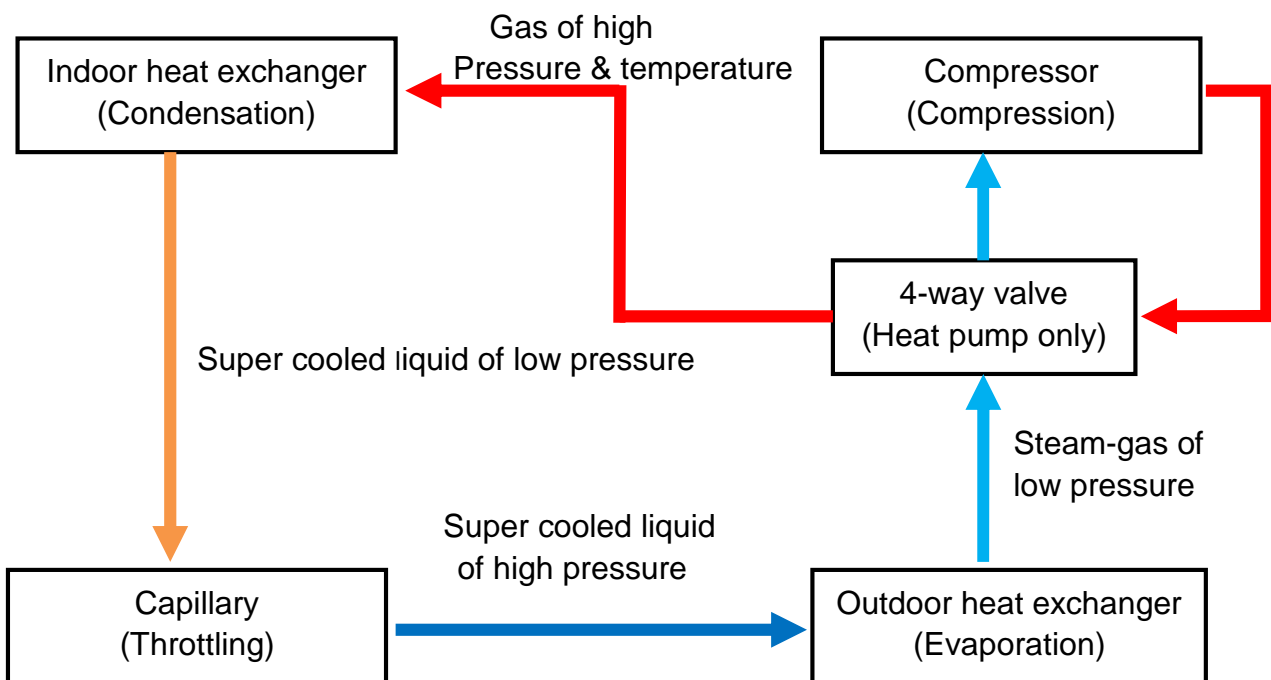 Gas of high
Pressure & temperature
Indoor heat exchanger
(Condensation)
Compressor
(Compression)
4-way valve
(Heat pump only)
Super cooled liquid of low pressure
Steam-gas of
low pressure
Super cooled liquid
of high pressure
Capillary
(Throttling)
Outdoor heat exchanger
(Evaporation)